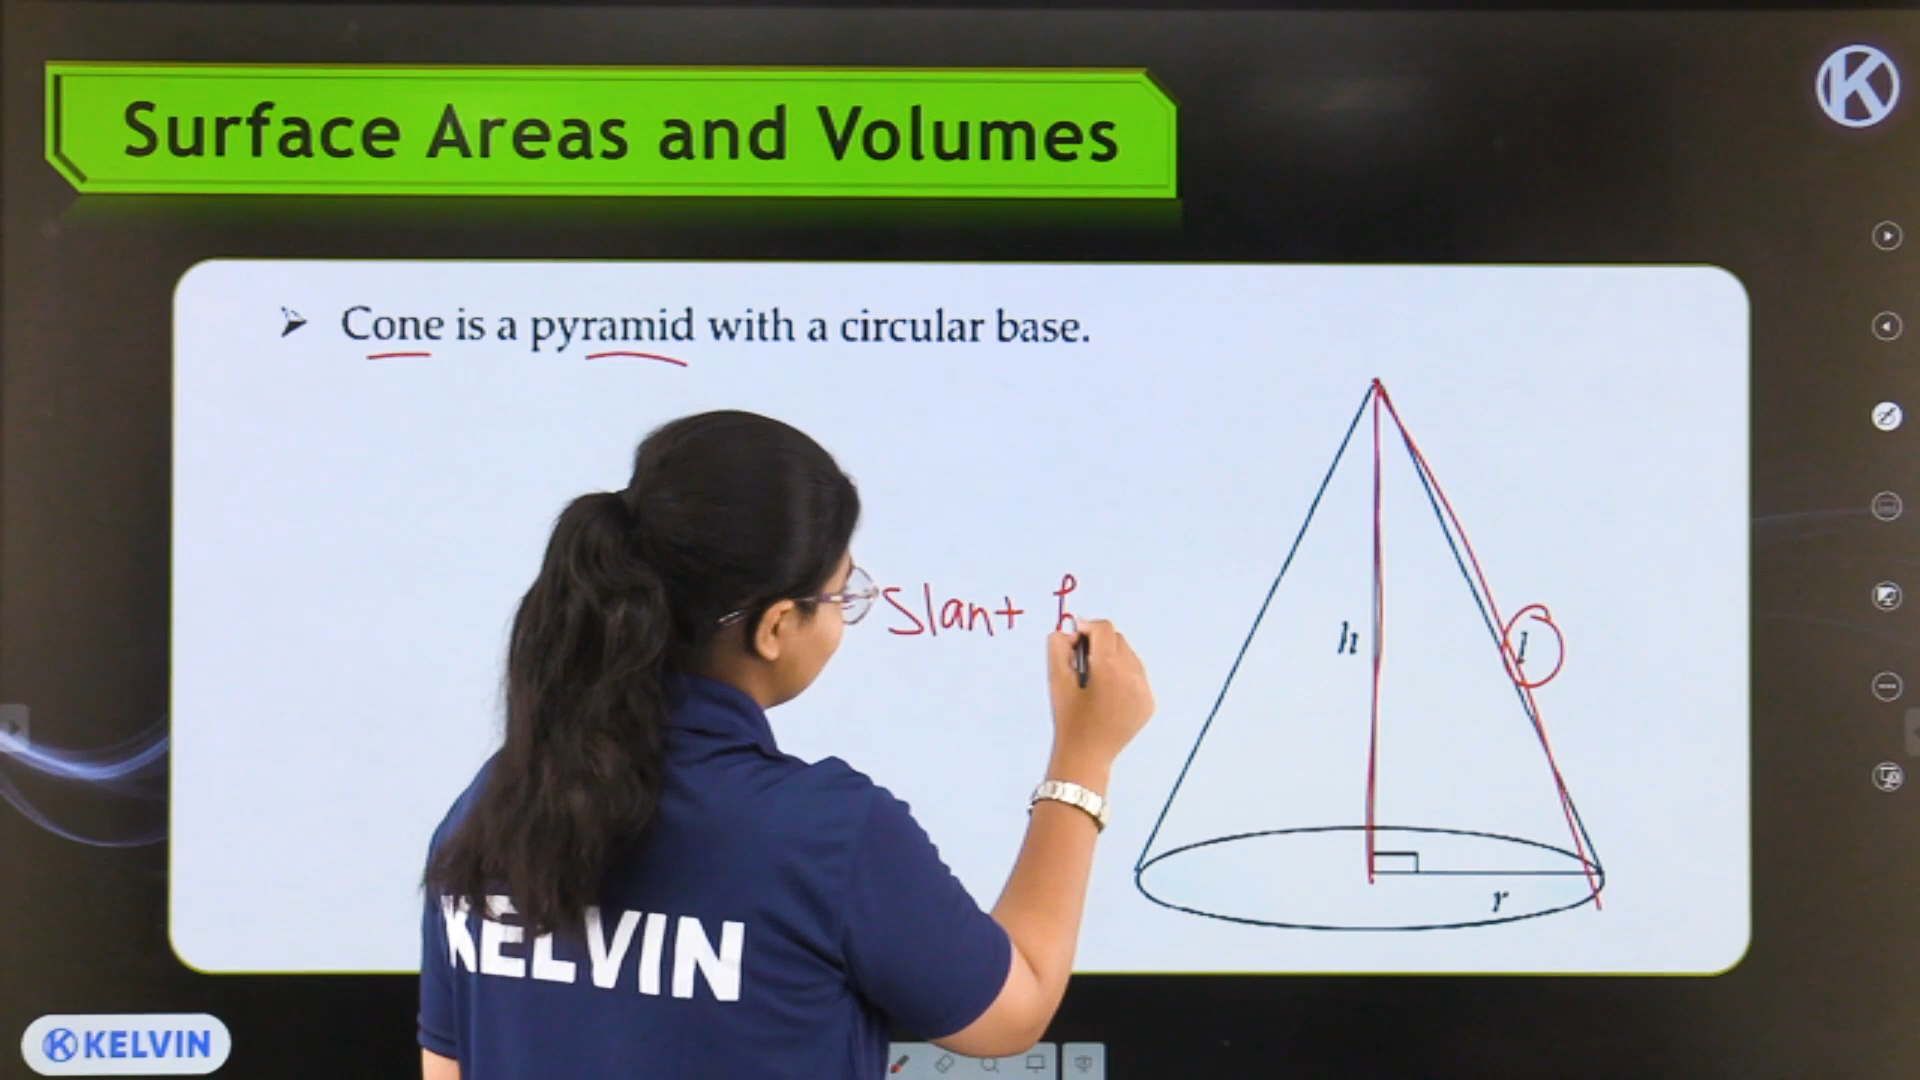 Surface Areas and Volumes
Cone is a pyramid with a circular base.
Slant h
h
l
r
KELVIN
KELVIN